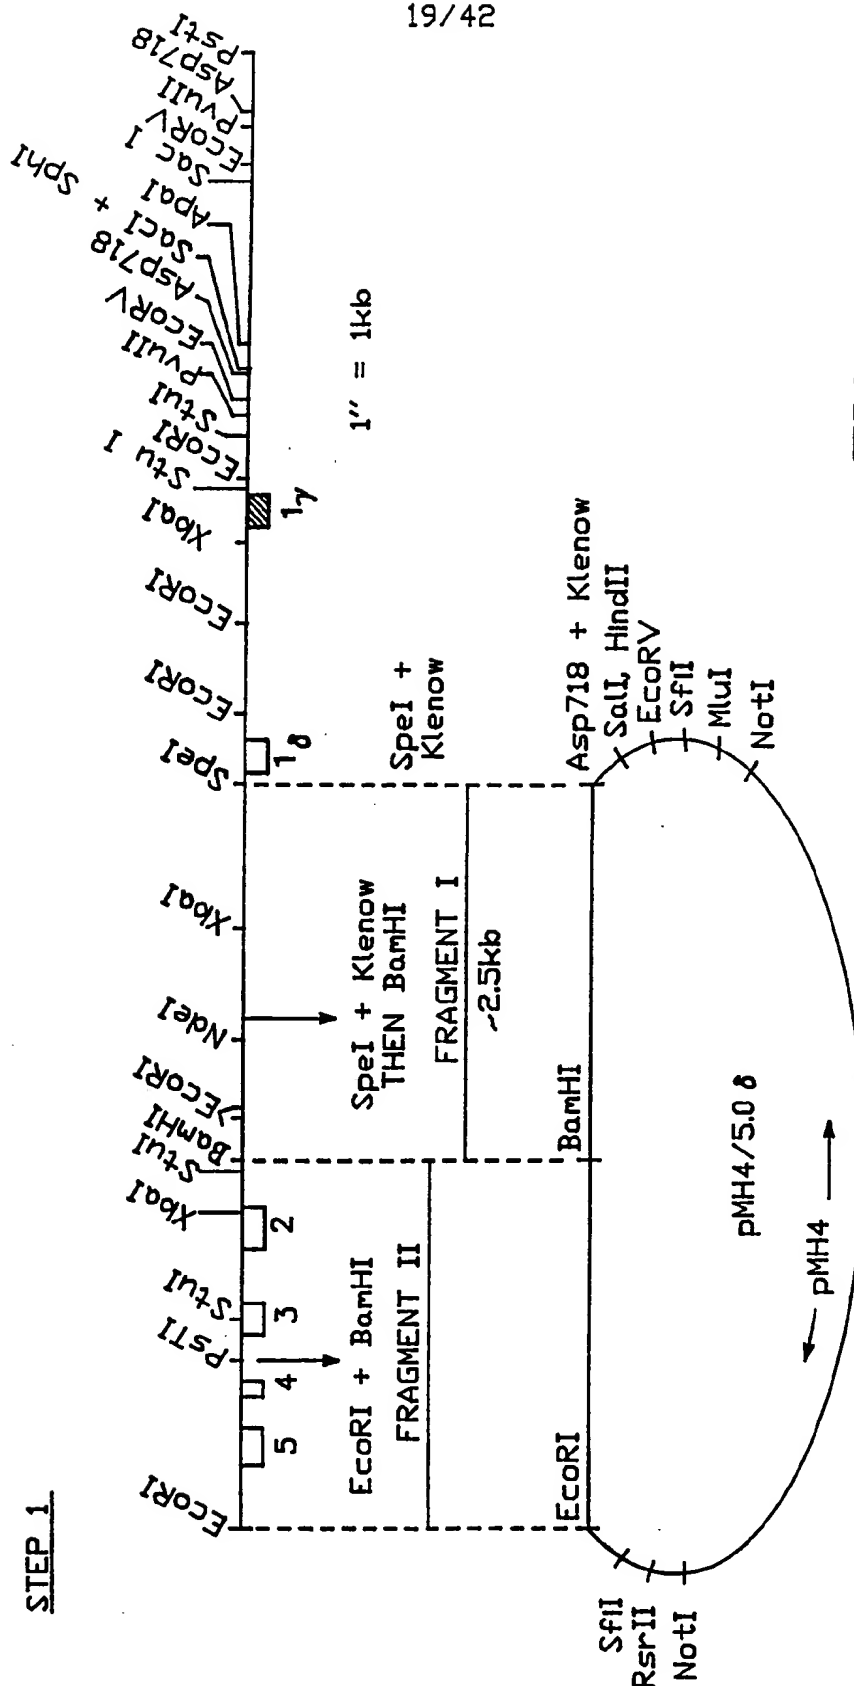 19/42
STEP 1
EcoRI
PsTI
StuI
XbaI
StuI
BamHI
EcoRI
NdeI
XbaI
SpeI
EcoRI
EcoRI
XbaI
Stu I
EcoRI
StuI
PvuII
EcoRV
Asp718
SacI + SphI
ApaI
Sac I
EcoRV
PvuII
Asp718
PstI
5
4
3
2
1δ
1γ
1″ = 1kb
EcoRI + BamHI
FRAGMENT II
SpeI + Klenow
THEN BamHI
FRAGMENT I
~2.5kb
SpeI +
Klenow
EcoRI
BamHI
Asp718 + Klenow
SalI, HindII
EcoRV
SfiI
MluI
NotI
SfiI
RsrII
NotI
pMH4/5.0 δ
pMH4